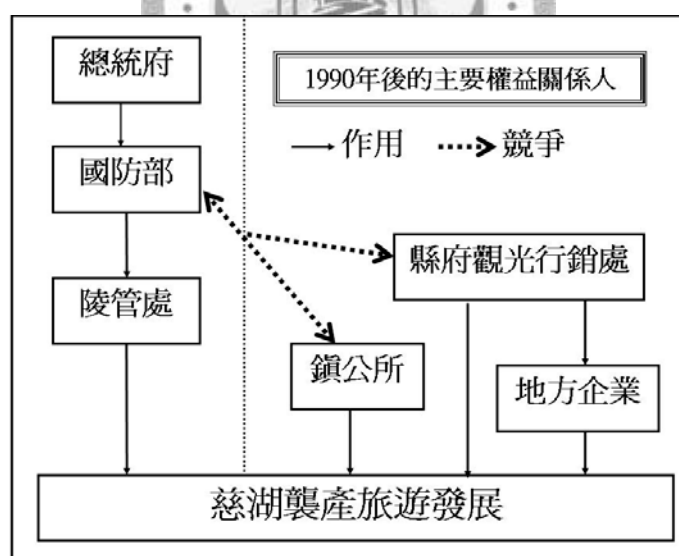 總統府
1990年後的主要權益關係人
作用
競爭
國防部
縣府觀光行銷處
陵管處
鎮公所
地方企業
慈湖襲產旅遊發展